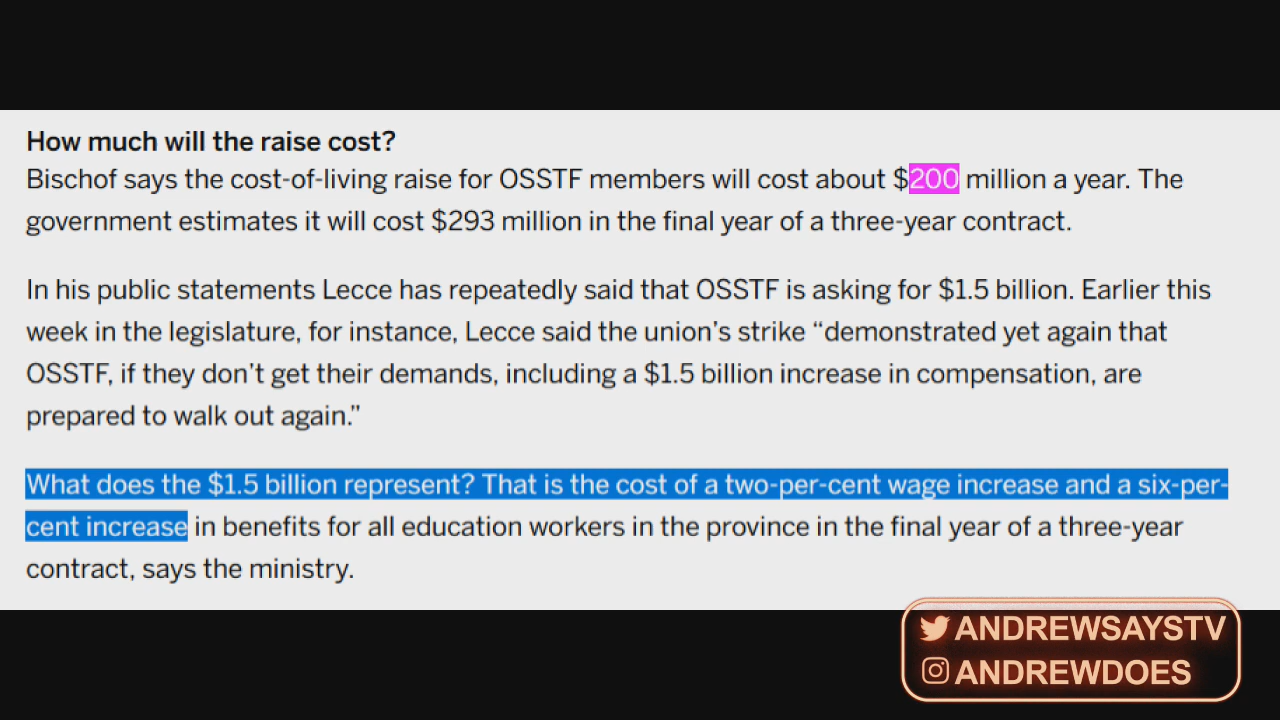 How much will the raise cost?
Bischof says the cost-of-living raise for OSSTF members will cost about $200 million a year. The
government estimates it will cost $293 million in the final year of a three-year contract.
In his public statements Lecce has repeatedly said that OSSTF is asking for $1.5 billion. Earlier this
week in the legislature, for instance, Lecce said the union’s strike “demonstrated yet again that
OSSTF, if they don’t get their demands, including a $1.5 billion increase in compensation, are
prepared to walk out again.”
What does the $1.5 billion represent? That is the cost of a two-per-cent wage increase and a six-per-
cent increase in benefits for all education workers in the province in the final year of a three-year
contract, says the ministry.
ANDREWSAYSTV
ANDREWDOES